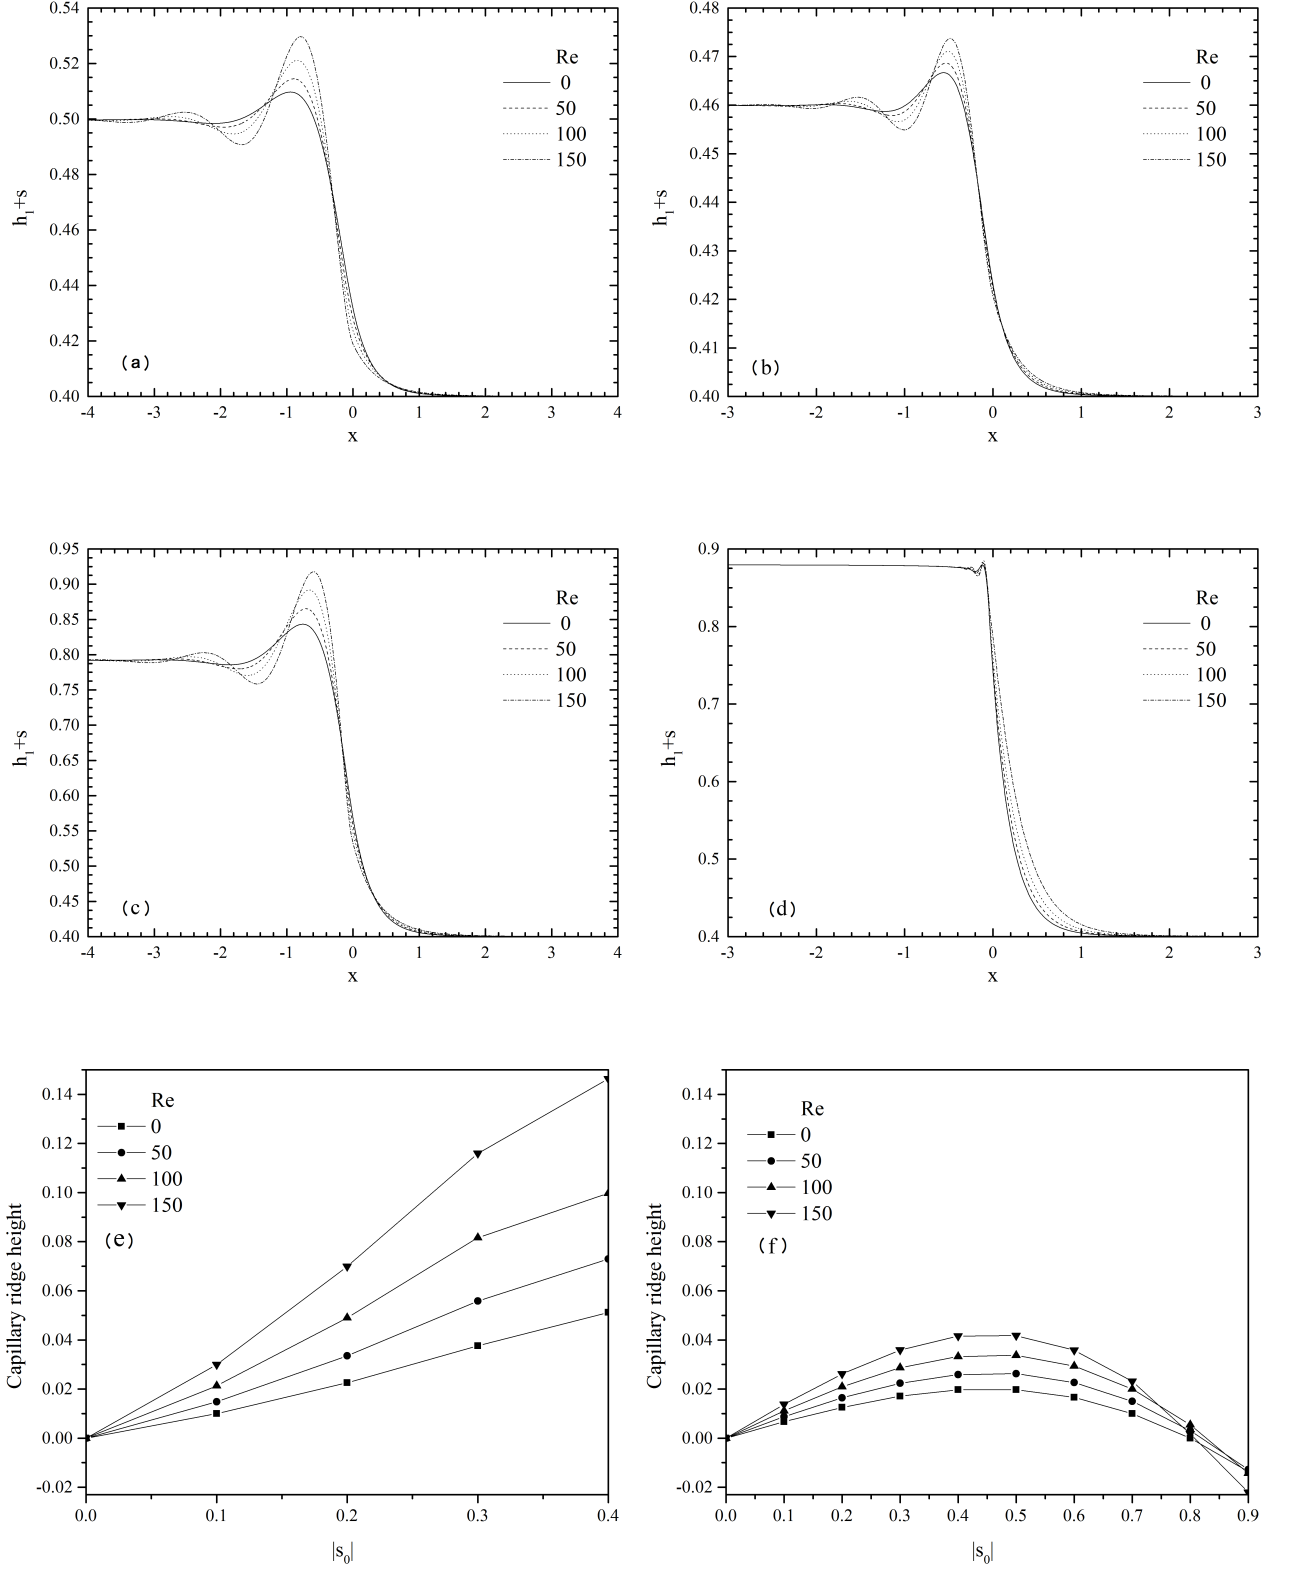 0.54
0.52
0.50
0.48
0.46
0.44
0.42
0.40
h1+s
Re
0
50
100
150
(a)
-4 -3 -2 -1 0 1 2 3 4
x
0.48
0.47
0.46
0.45
0.44
0.43
0.42
0.41
0.40
h1+s
Re
0
50
100
150
(b)
-3 -2 -1 0 1 2 3
x
0.95
0.90
0.85
0.80
0.75
0.70
0.65
0.60
0.55
0.50
0.45
0.40
h1+s
Re
0
50
100
150
(c)
-4 -3 -2 -1 0 1 2 3 4
x
0.9
0.8
0.7
0.6
0.5
0.4
h1+s
Re
0
50
100
150
(d)
-3 -2 -1 0 1 2 3
x
0.14
0.12
0.10
0.08
0.06
0.04
0.02
0.00
-0.02
Capillary ridge height
Re
0
50
100
150
(e)
0.0 0.1 0.2 0.3 0.4
|s0|
0.14
0.12
0.10
0.08
0.06
0.04
0.02
0.00
-0.02
Capillary ridge height
Re
0
50
100
150
(f)
0.0 0.1 0.2 0.3 0.4 0.5 0.6 0.7 0.8 0.9
|s0|